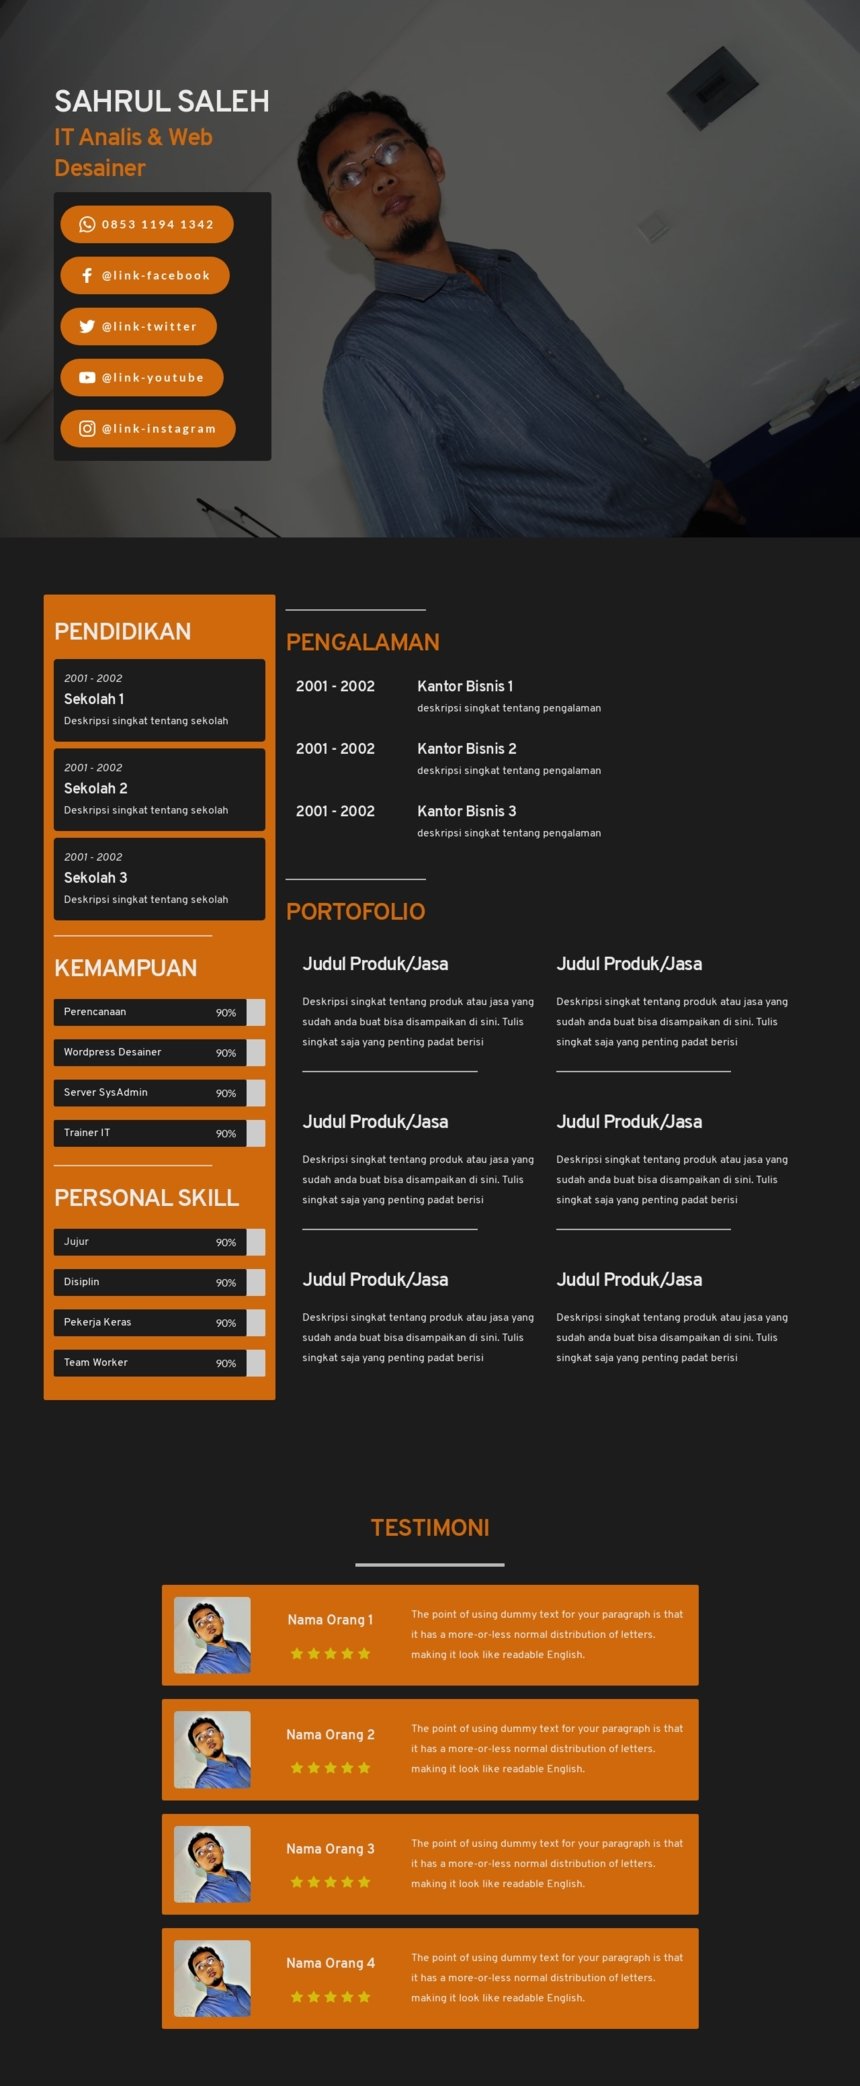 SAHRUL SALEH
IT Analis & Web
Desainer
0853 1194 1342
@link-facebook
@link-twitter
@link-youtube
@link-instagram
PENDIDIKAN
2001 - 2002
Sekolah 1
Deskripsi singkat tentang sekolah
2001 - 2002
Sekolah 2
Deskripsi singkat tentang sekolah
2001 - 2002
Sekolah 3
Deskripsi singkat tentang sekolah
KEMAMPUAN
Perencanaan 90%
Wordpress Desainer 90%
Server SysAdmin 90%
Trainer IT 90%
PERSONAL SKILL
Jujur 90%
Disiplin 90%
Pekerja Keras 90%
Team Worker 90%
PENGALAMAN
2001 - 2002 Kantor Bisnis 1
deskripsi singkat tentang pengalaman
2001 - 2002 Kantor Bisnis 2
deskripsi singkat tentang pengalaman
2001 - 2002 Kantor Bisnis 3
deskripsi singkat tentang pengalaman
PORTOFOLIO
Judul Produk/Jasa
Deskripsi singkat tentang produk atau jasa yang
sudah anda buat bisa disampaikan di sini. Tulis
singkat saja yang penting padat berisi
Judul Produk/Jasa
Deskripsi singkat tentang produk atau jasa yang
sudah anda buat bisa disampaikan di sini. Tulis
singkat saja yang penting padat berisi
Judul Produk/Jasa
Deskripsi singkat tentang produk atau jasa yang
sudah anda buat bisa disampaikan di sini. Tulis
singkat saja yang penting padat berisi
Judul Produk/Jasa
Deskripsi singkat tentang produk atau jasa yang
sudah anda buat bisa disampaikan di sini. Tulis
singkat saja yang penting padat berisi
Judul Produk/Jasa
Deskripsi singkat tentang produk atau jasa yang
sudah anda buat bisa disampaikan di sini. Tulis
singkat saja yang penting padat berisi
Judul Produk/Jasa
Deskripsi singkat tentang produk atau jasa yang
sudah anda buat bisa disampaikan di sini. Tulis
singkat saja yang penting padat berisi
TESTIMONI
Nama Orang 1
The point of using dummy text for your paragraph is that
it has a more-or-less normal distribution of letters.
making it look like readable English.
Nama Orang 2
The point of using dummy text for your paragraph is that
it has a more-or-less normal distribution of letters.
making it look like readable English.
Nama Orang 3
The point of using dummy text for your paragraph is that
it has a more-or-less normal distribution of letters.
making it look like readable English.
Nama Orang 4
The point of using dummy text for your paragraph is that
it has a more-or-less normal distribution of letters.
making it look like readable English.